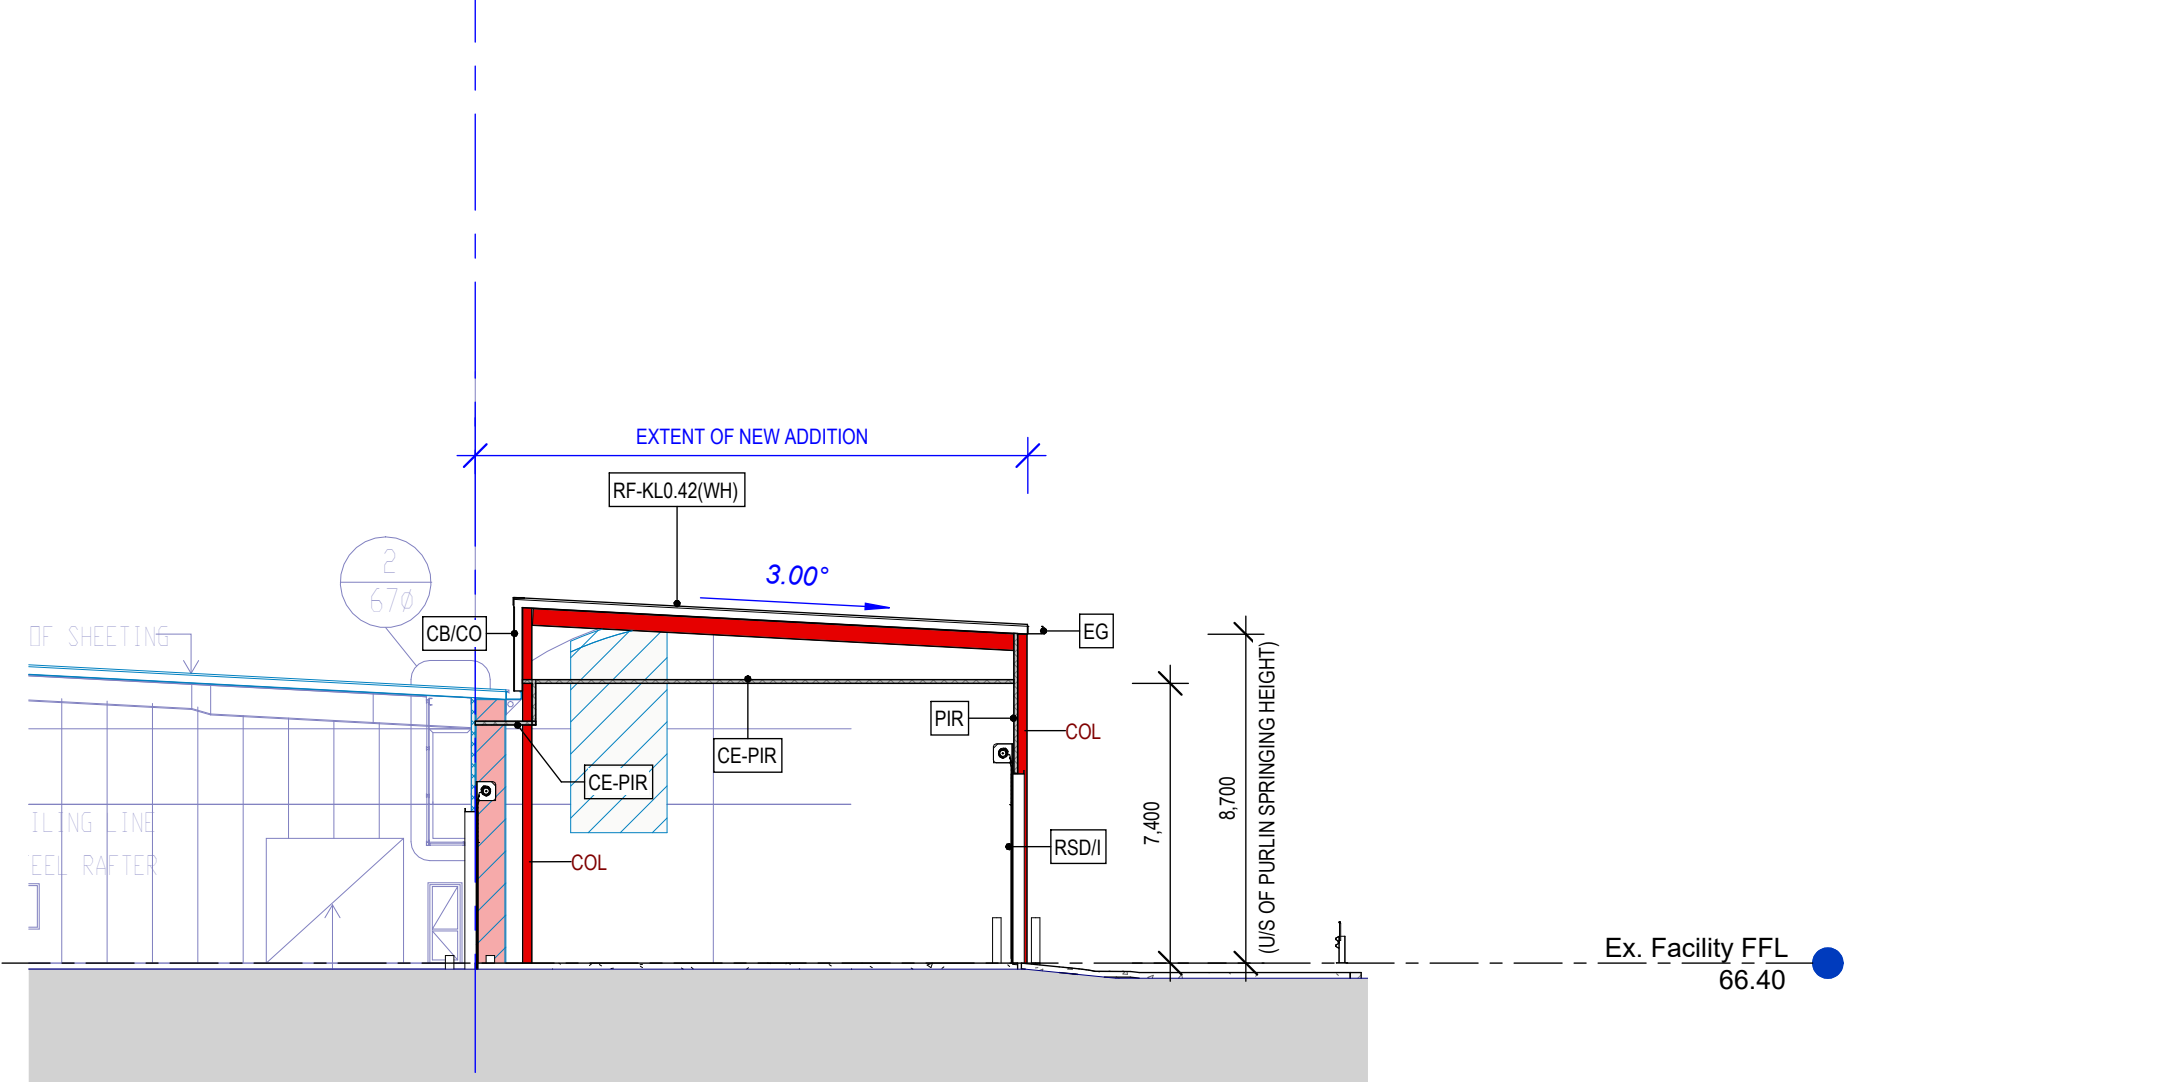 EXTENT OF NEW ADDITION
RF-KL0.42(WH)
3.00°
2
67Ø
OF SHEETING
CB/CO
EG
PIR
COL
CE-PIR
CE-PIR
COL
RSD/I
7,400
8,700
(U/S OF PURLIN SPRINGING HEIGHT)
ILING LINE
EEL RAFTER
Ex. Facility FFL
66.40